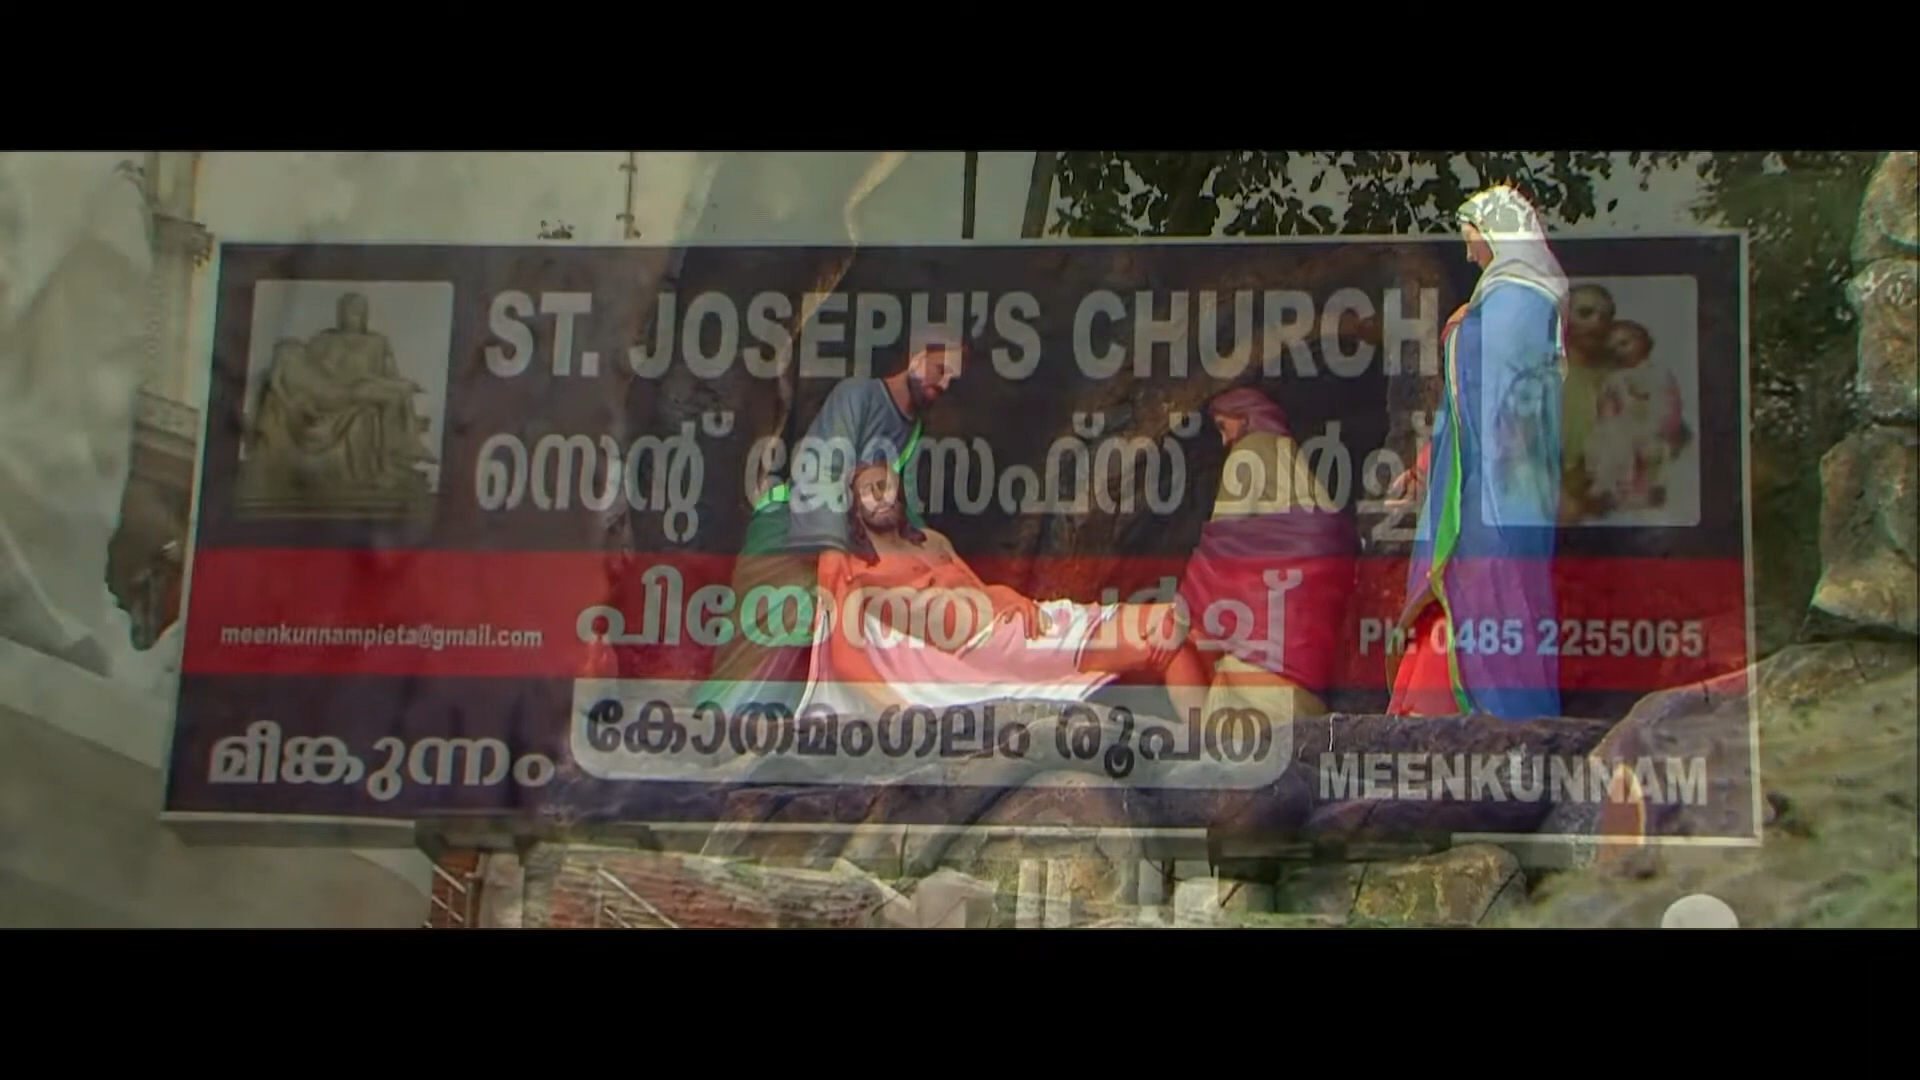 ST. JOSEPH'S CHURCH
സെന്റ് ജോസഫ്സ് ചർച്ച്
പിയേത്ത ചർച്ച്
meenkunnampieta@gmail.com
Ph: 0485 2255065
കോതമംഗലം രൂപത
മീങ്കുന്നം
MEENKUNNAM